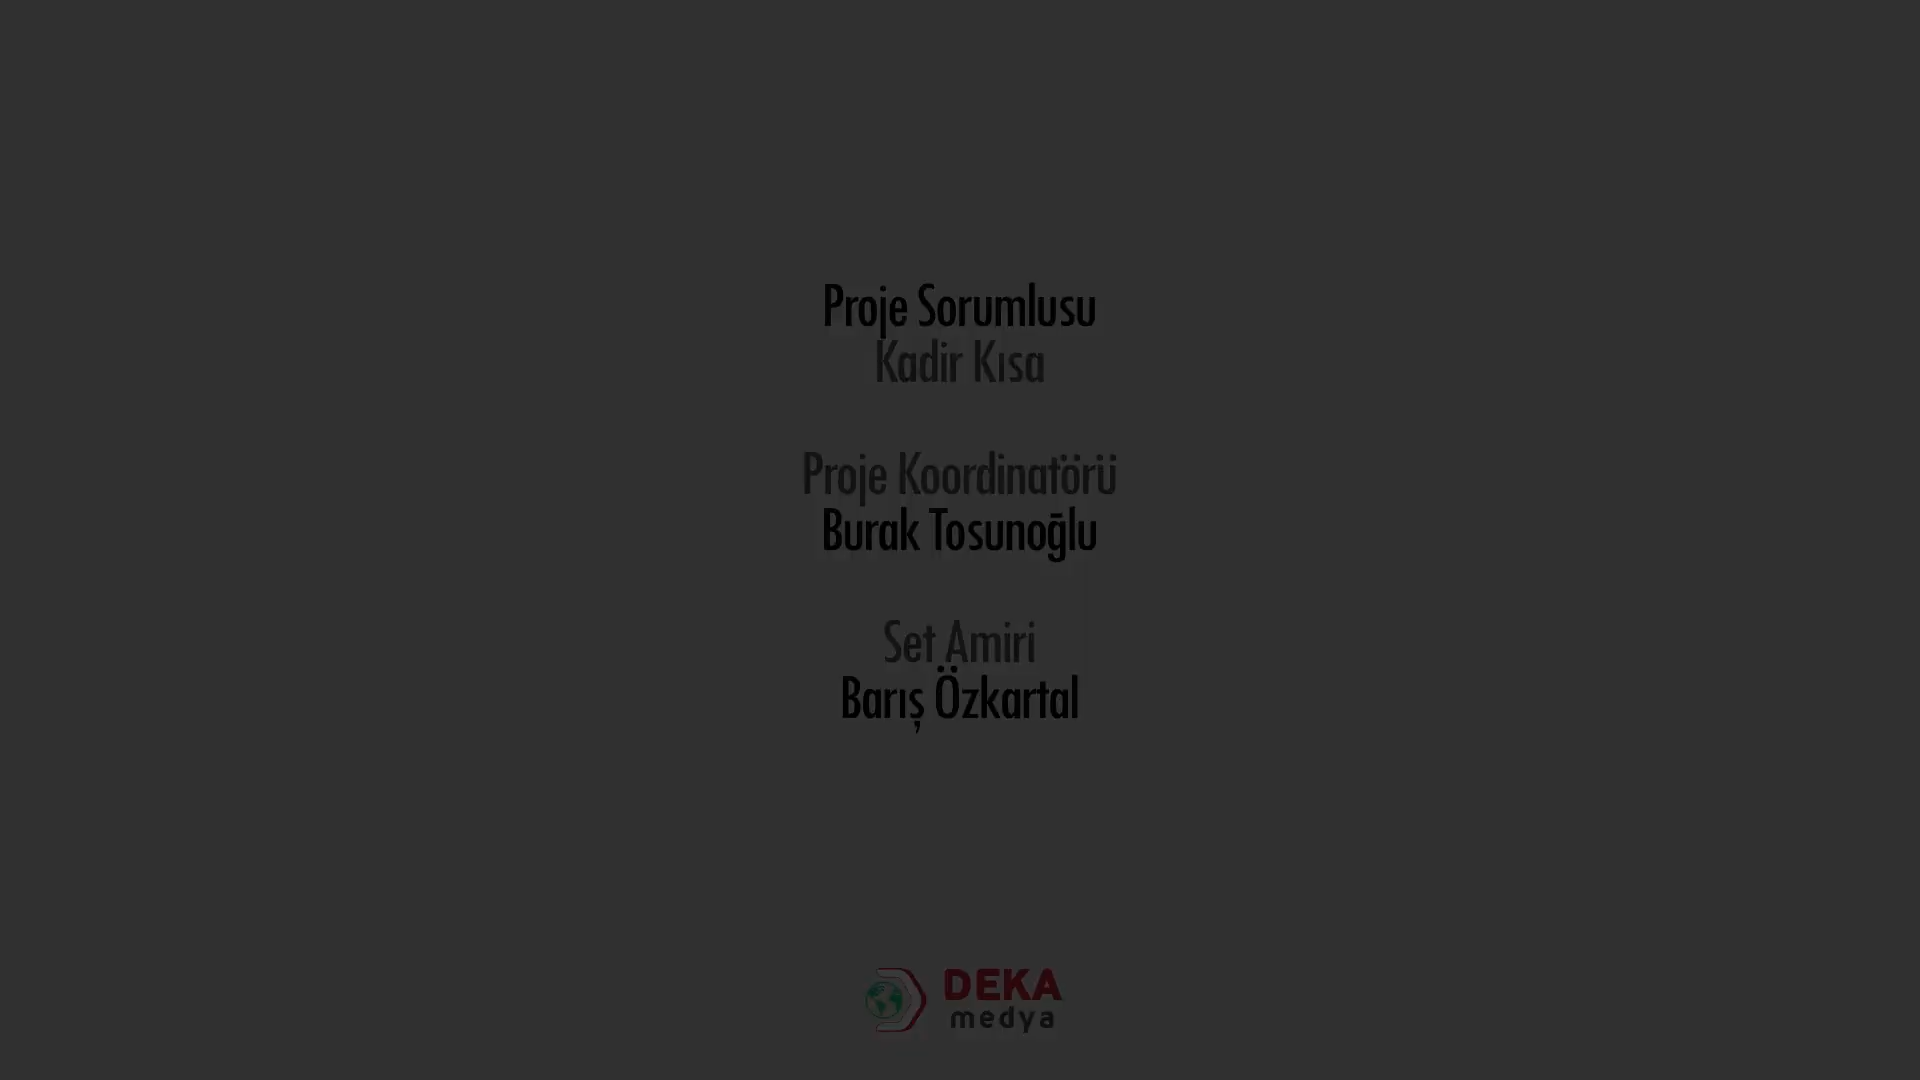 Proje Sorumlusu
Kadir Kısa
Proje Koordinatörü
Burak Tosunoğlu
Set Amiri
Barış Özkartal
DEKA
medya